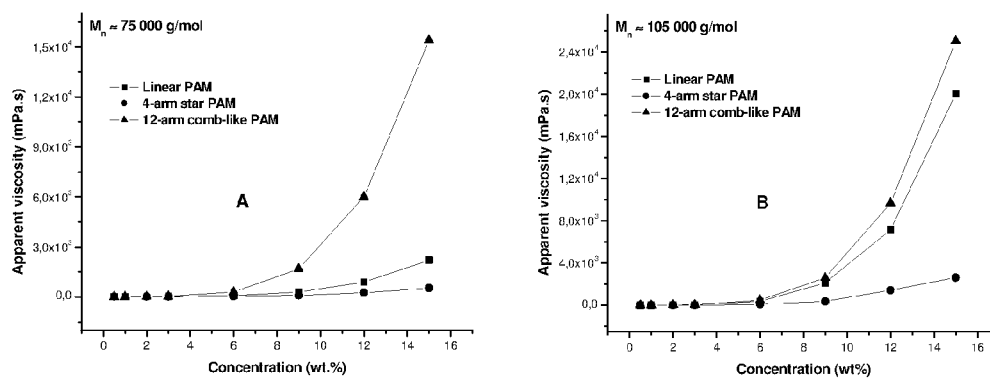 Mₙ ≈ 75 000 g/mol
1,5x10⁴
1,2x10⁴
9,0x10³
6,0x10³
3,0x10³
0,0
Apparent viscosity (mPa.s)
Linear PAM
4-arm star PAM
12-arm comb-like PAM
A
0 2 4 6 8 10 12 14 16
Concentration (wt.%)
Mₙ ≈ 105 000 g/mol
2,4x10⁴
2,0x10⁴
1,6x10⁴
1,2x10⁴
8,0x10³
4,0x10³
0,0
Apparent viscosity (mPa.s)
Linear PAM
4-arm star PAM
12-arm comb-like PAM
B
0 2 4 6 8 10 12 14 16
Concentration (wt%)